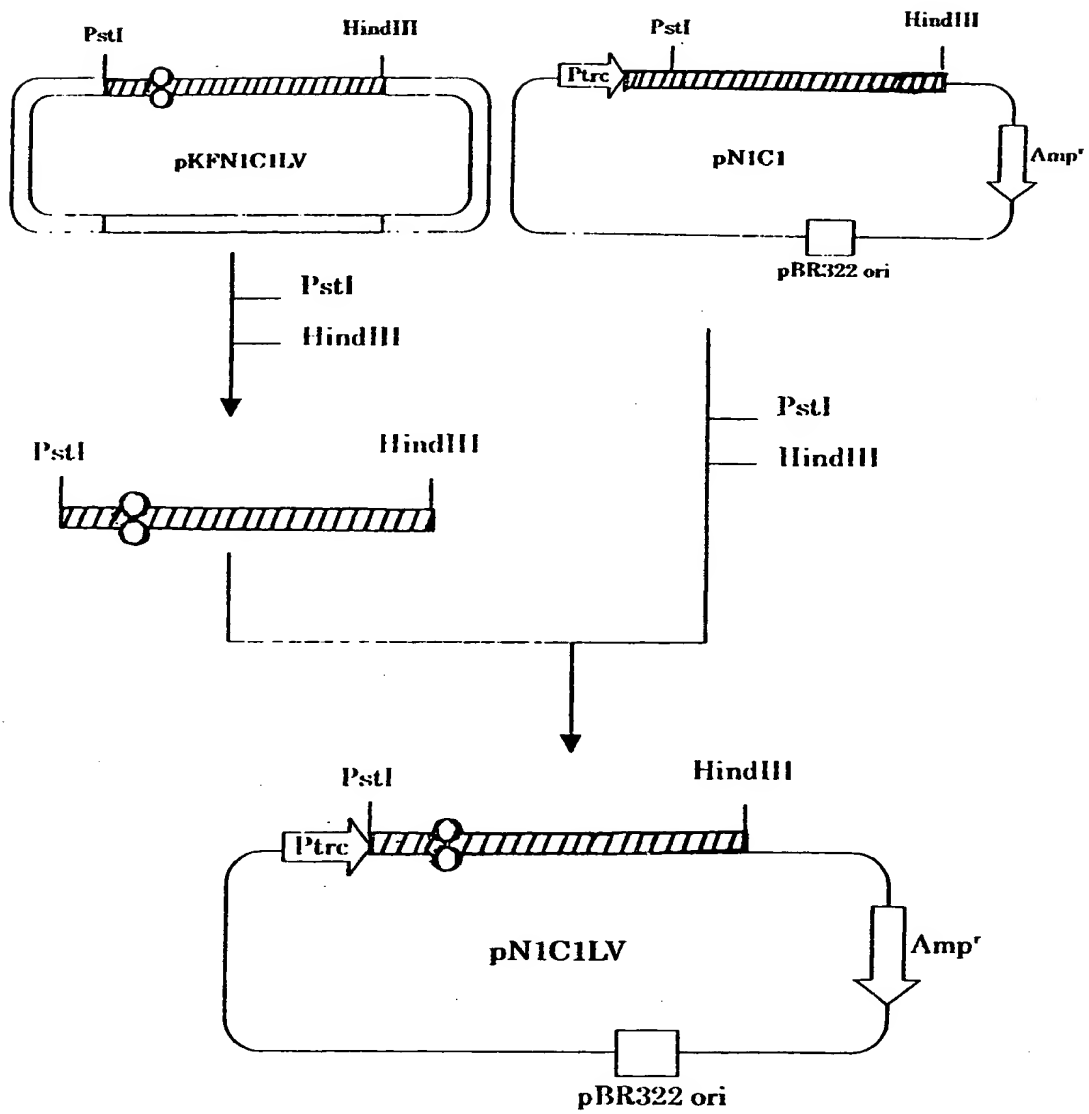 PstI
HindIII
pKFN1C1LV
PstI
HindIII
Ptrc
pN1C1
Ampʳ
pBR322 ori
PstI
HindIII
PstI
HindIII
PstI
HindIII
PstI
HindIII
Ptrc
pN1C1LV
Ampʳ
pBR322 ori